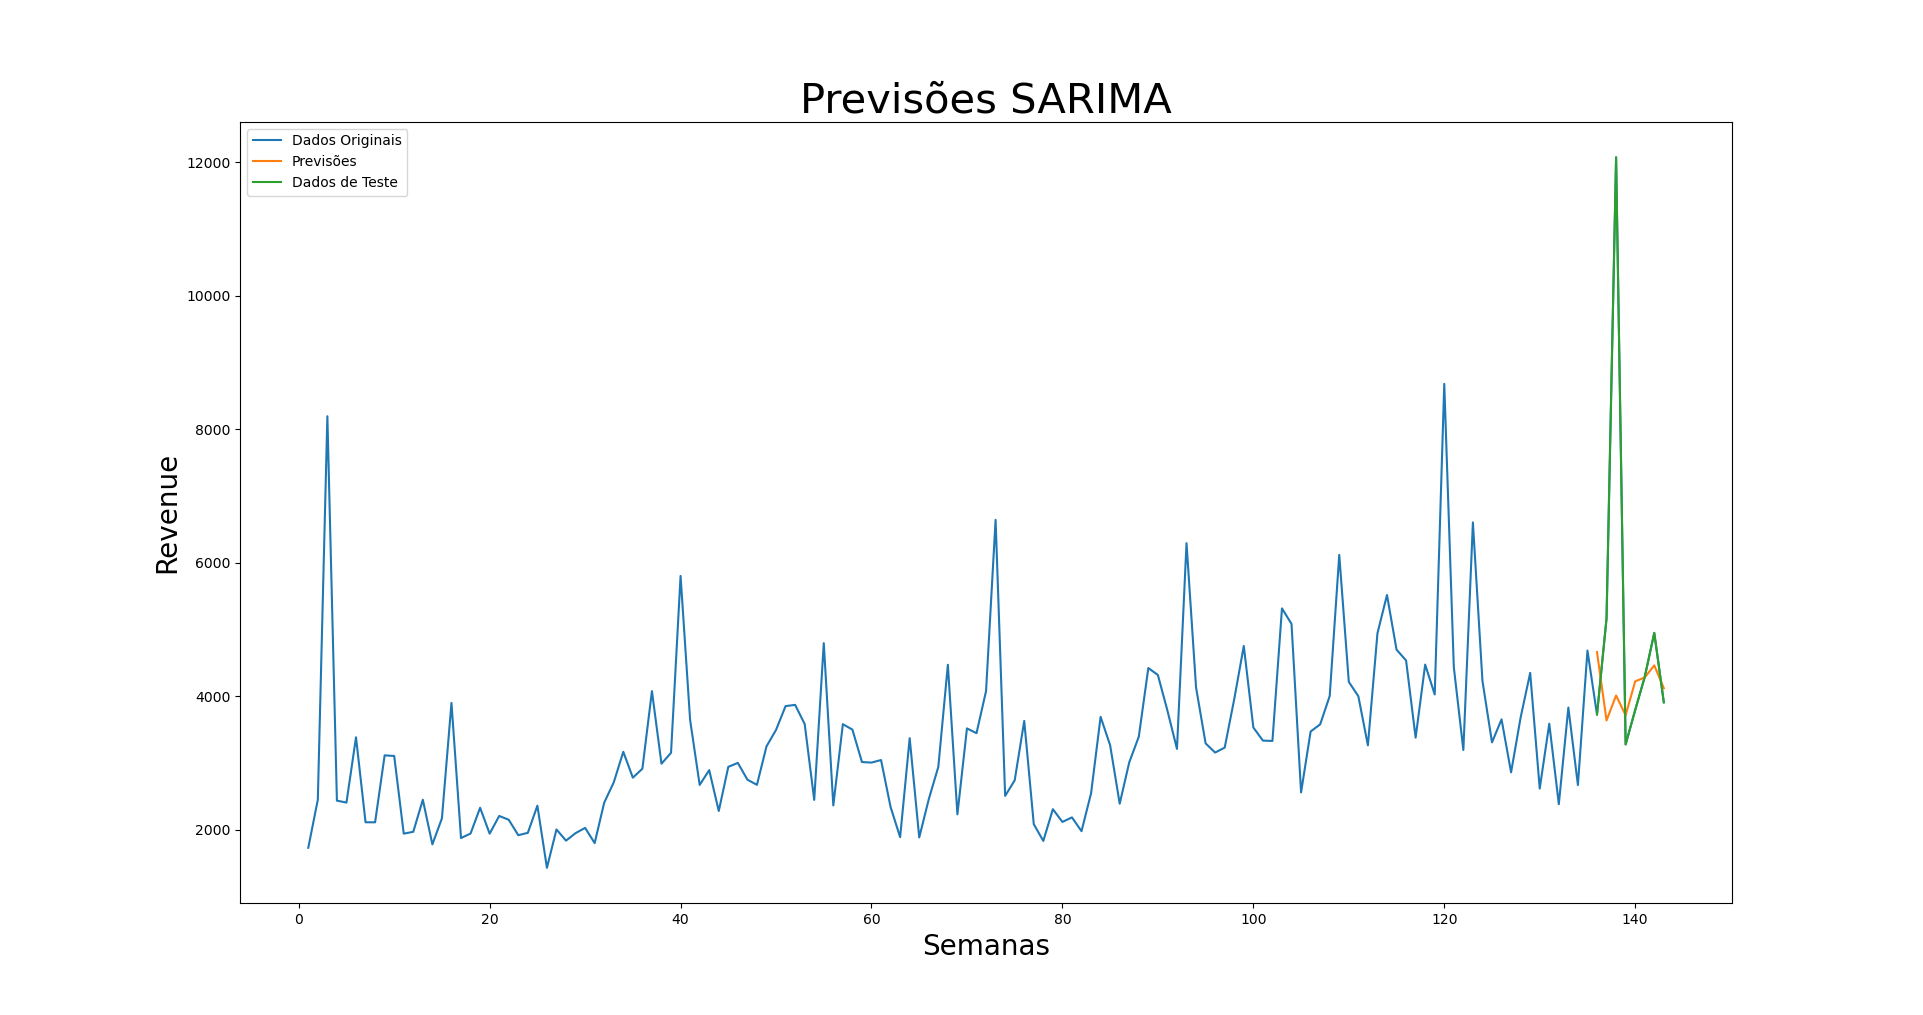 Previsões SARIMA
Dados Originais
Previsões
Dados de Teste
12000
10000
8000
6000
4000
2000
Revenue
0 20 40 60 80 100 120 140
Semanas